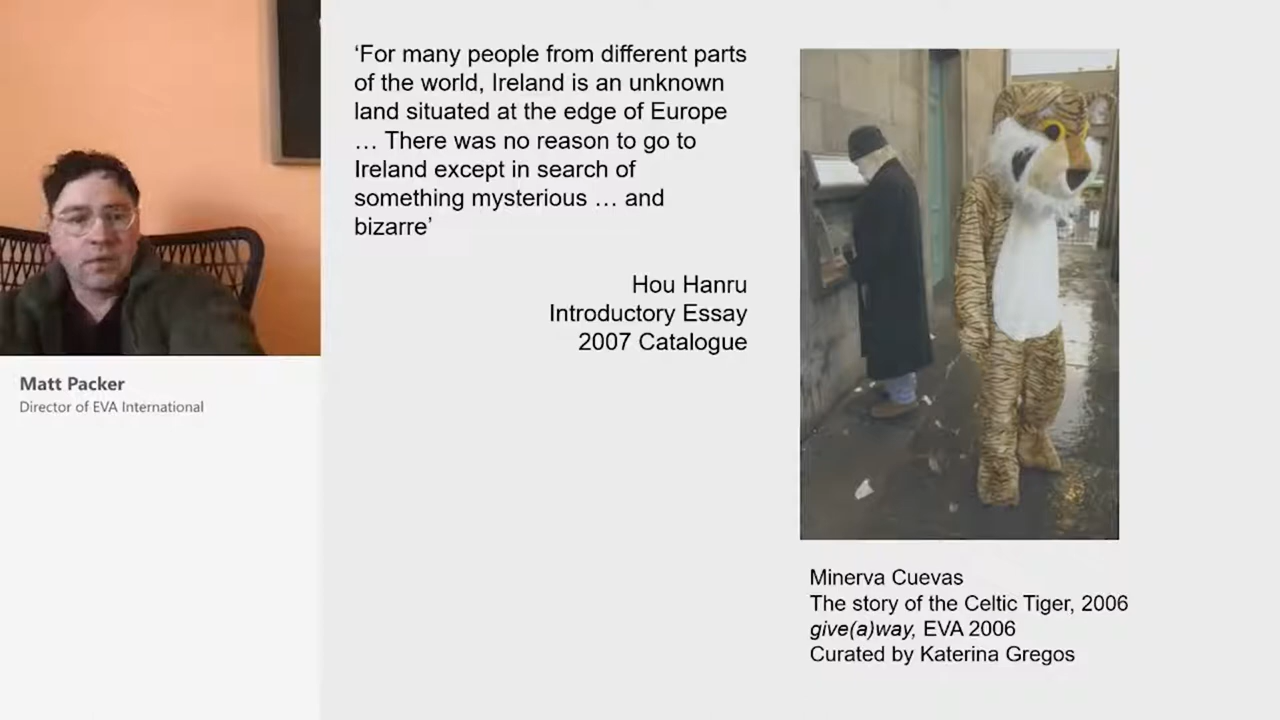 ‘For many people from different parts
of the world, Ireland is an unknown
land situated at the edge of Europe
… There was no reason to go to
Ireland except in search of
something mysterious … and
bizarre’
Hou Hanru
Introductory Essay
2007 Catalogue
Matt Packer
Director of EVA International
Minerva Cuevas
The story of the Celtic Tiger, 2006
give(a)way, EVA 2006
Curated by Katerina Gregos